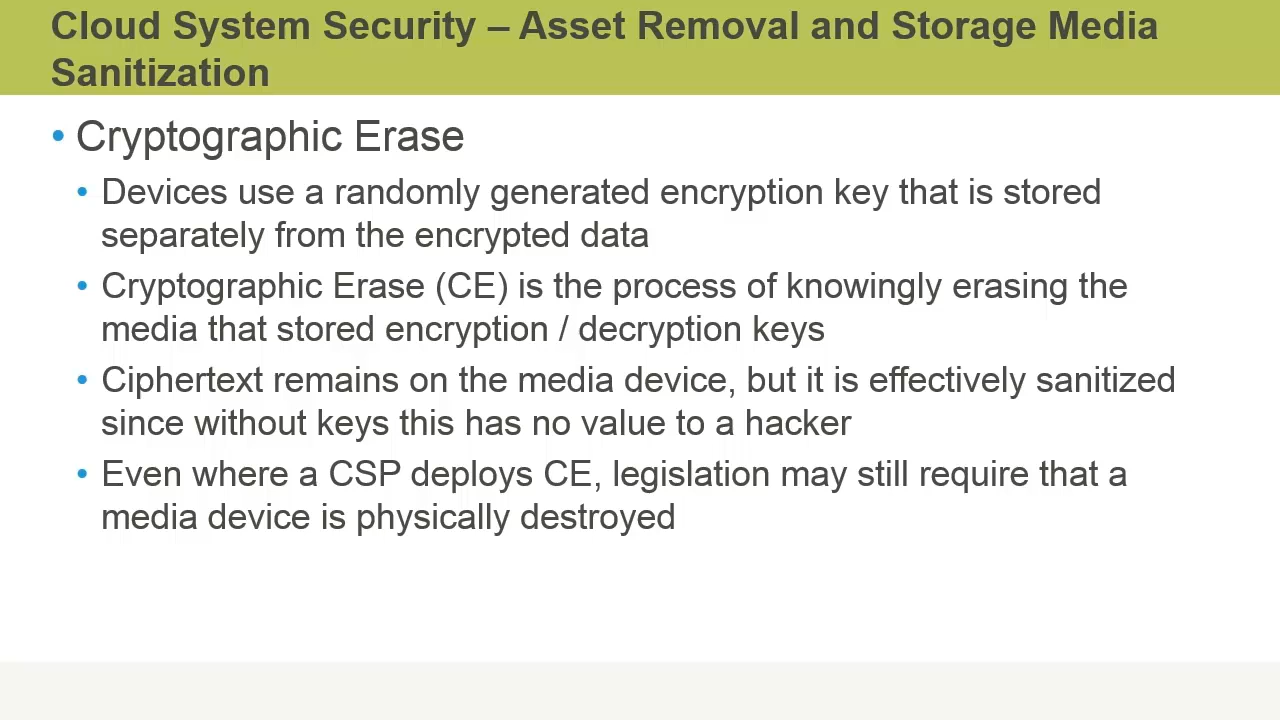 Cloud System Security – Asset Removal and Storage Media
Sanitization
• Cryptographic Erase
• Devices use a randomly generated encryption key that is stored
separately from the encrypted data
• Cryptographic Erase (CE) is the process of knowingly erasing the
media that stored encryption / decryption keys
• Ciphertext remains on the media device, but it is effectively sanitized
since without keys this has no value to a hacker
• Even where a CSP deploys CE, legislation may still require that a
media device is physically destroyed